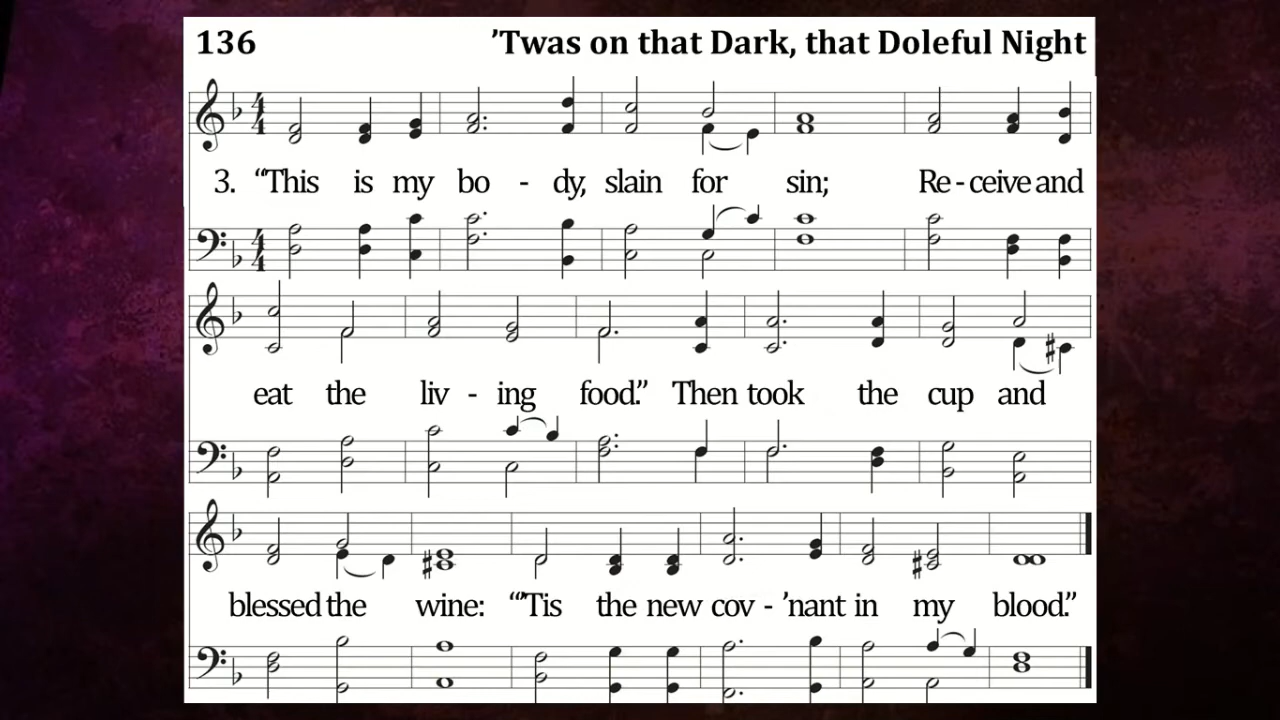 136 ’Twas on that Dark, that Doleful Night
3. “This is my bo - dy, slain for sin; Re - ceive and
eat the liv - ing food.” Then took the cup and
blessed the wine: “’Tis the new cov - ’nant in my blood.”